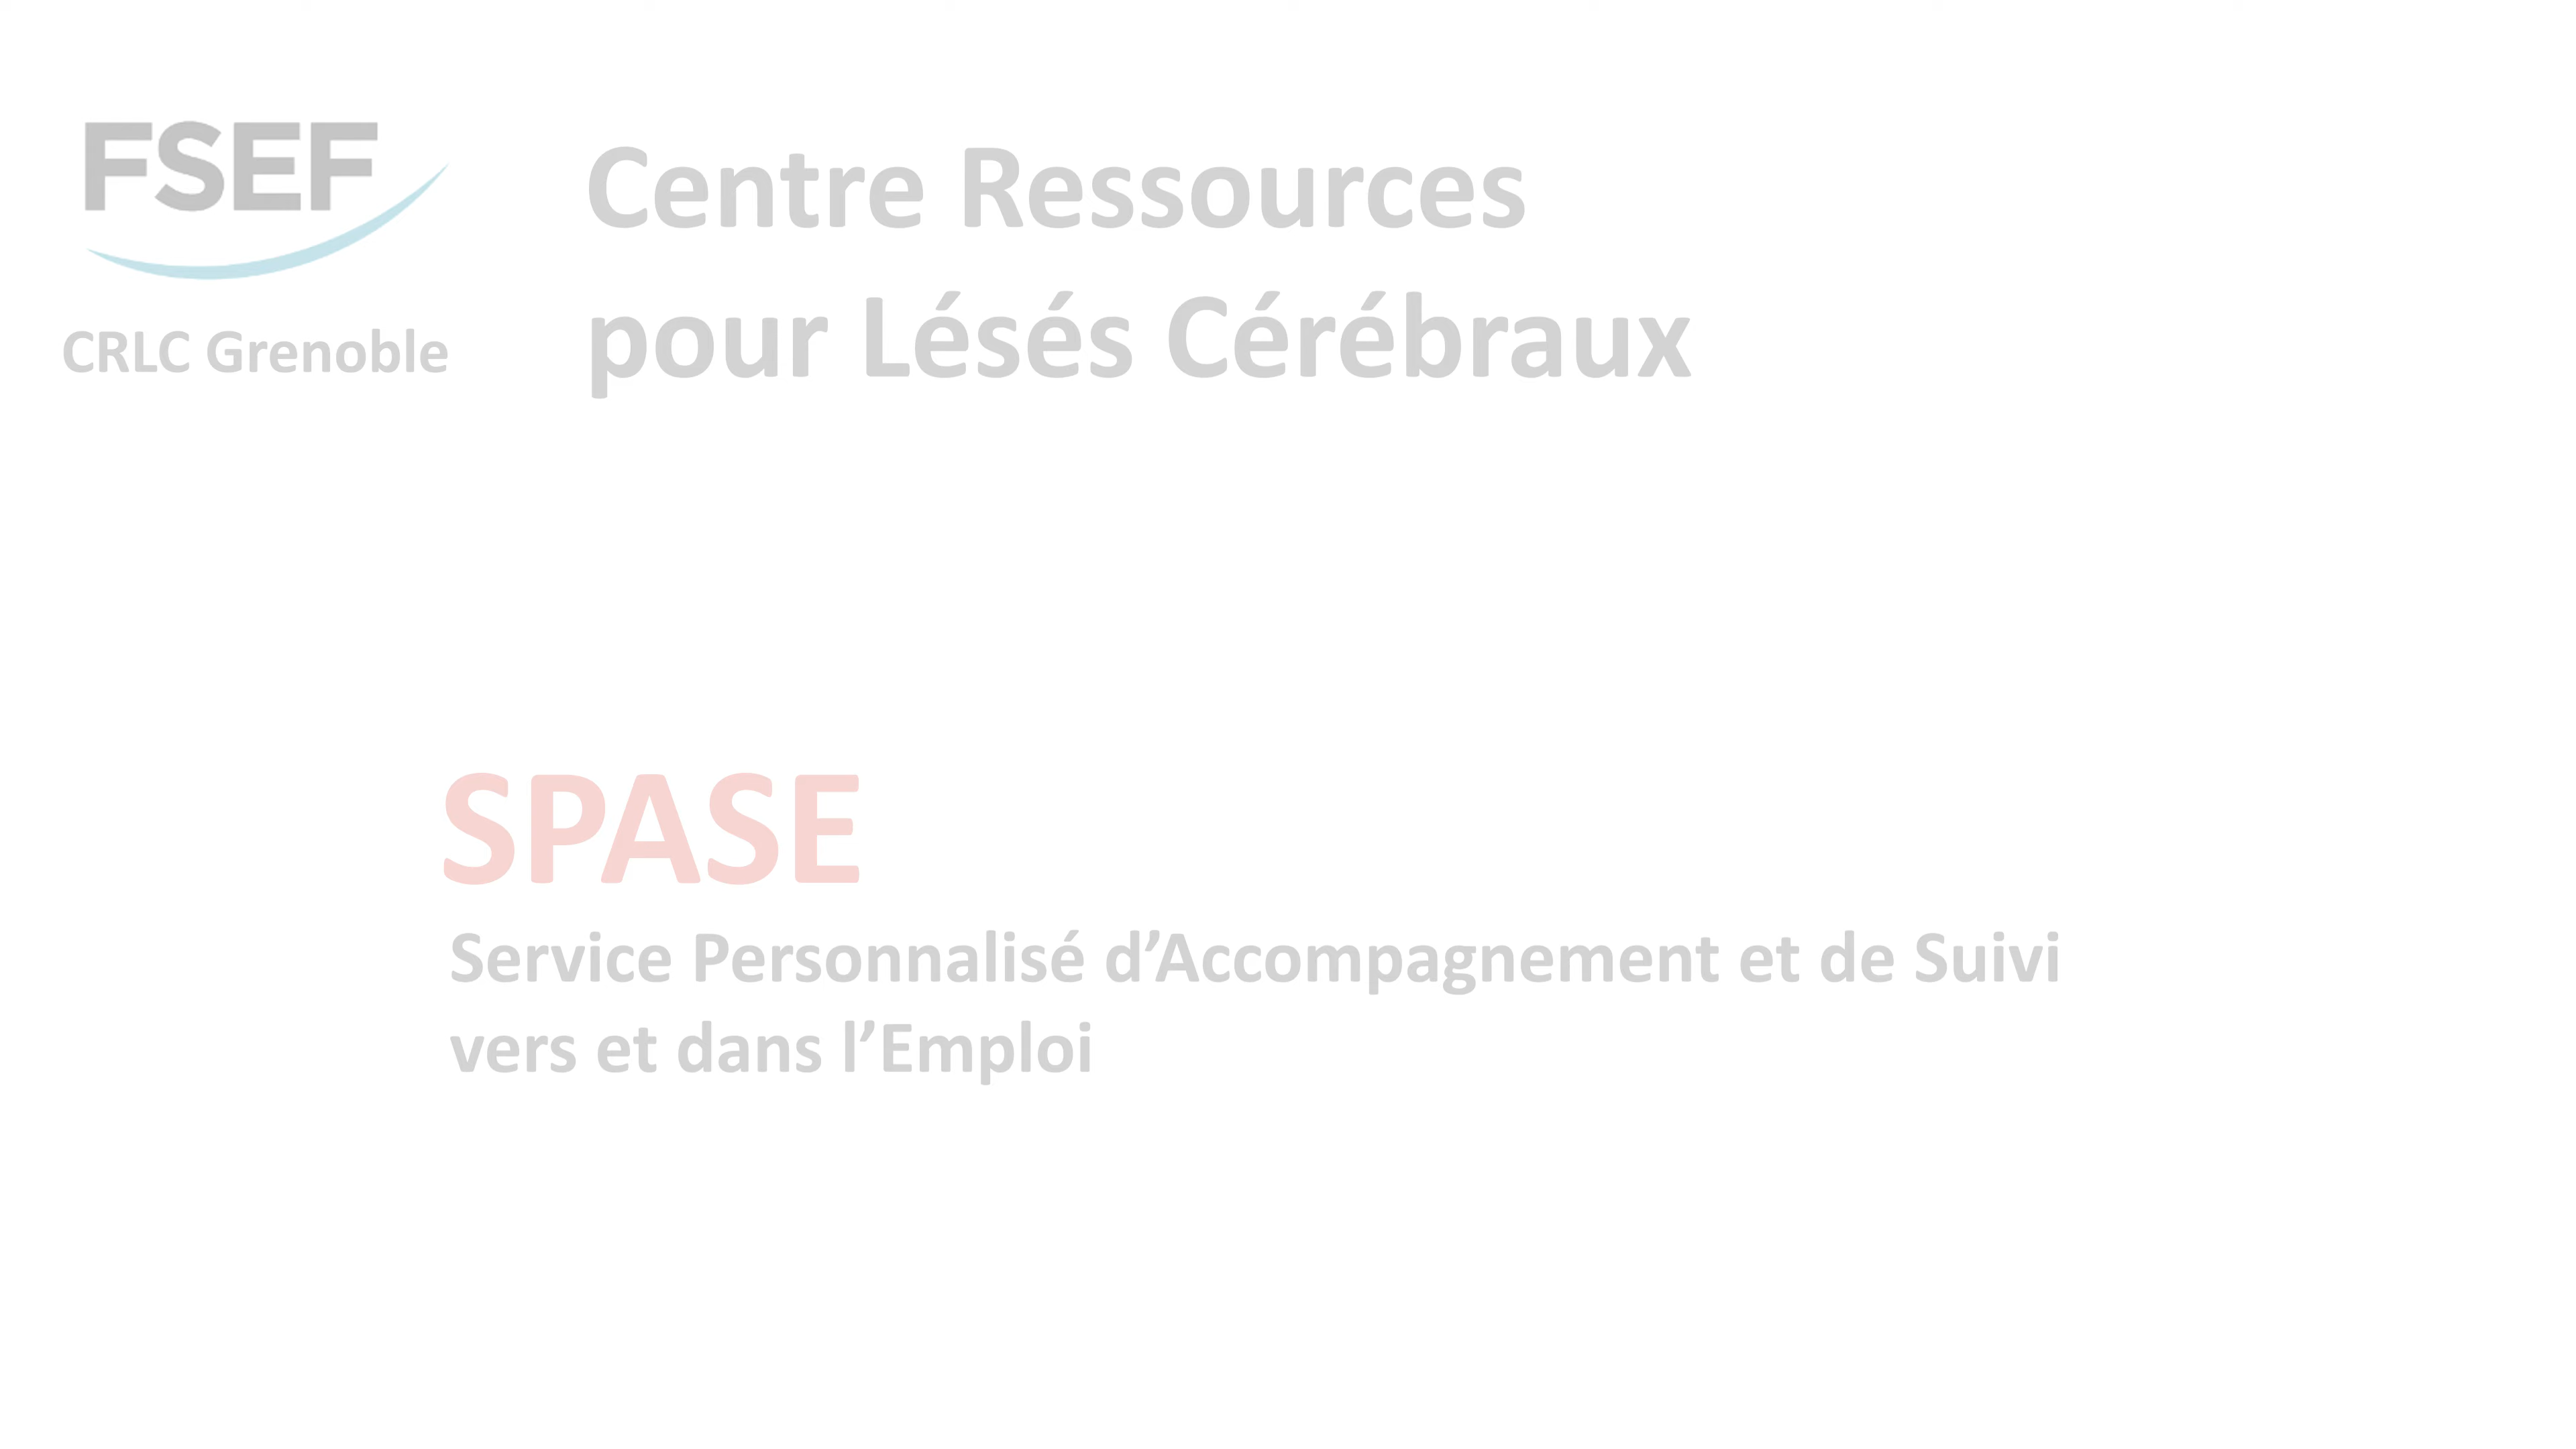 FSEF
CRLC Grenoble
Centre Ressources
pour Lésés Cérébraux
SPASE
Service Personnalisé d’Accompagnement et de Suivi
vers et dans l’Emploi